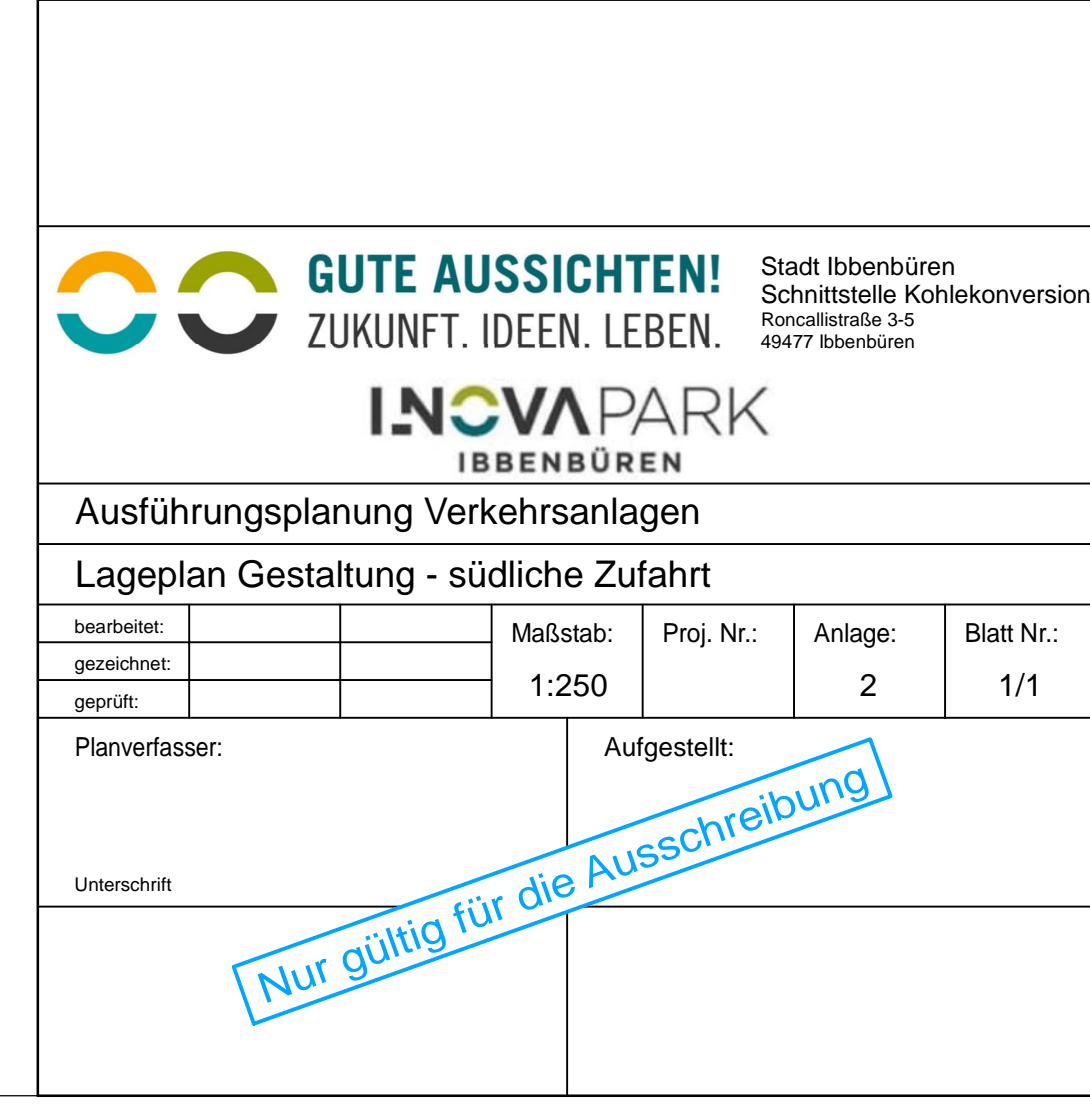 GUTE AUSSICHTEN!
ZUKUNFT. IDEEN. LEBEN.
Stadt Ibbenbüren
Schnittstelle Kohlekonversion
Roncallistraße 3-5
49477 Ibbenbüren
INOVAPARK
IBBENBÜREN
Ausführungsplanung Verkehrsanlagen
Lageplan Gestaltung - südliche Zufahrt
bearbeitet:
gezeichnet:
geprüft:
Maßstab:
1:250
Proj. Nr.:
Anlage:
2
Blatt Nr.:
1/1
Planverfasser:
Unterschrift
Aufgestellt:
Nur gültig für die Ausschreibung